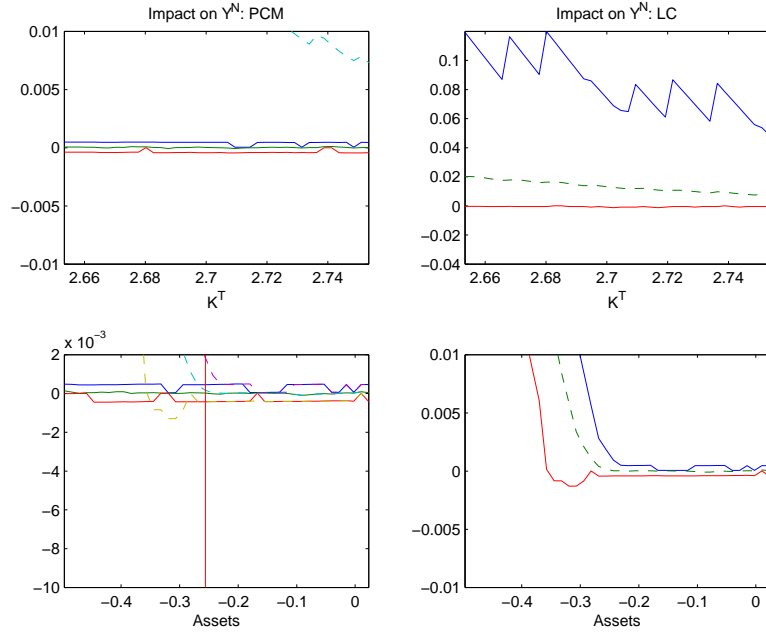 Impact on Y^N: PCM
0.01
0.005
0
−0.005
−0.01
2.66 2.68 2.7 2.72 2.74
K^T
Impact on Y^N: LC
0.1
0.08
0.06
0.04
0.02
0
−0.02
−0.04
2.66 2.68 2.7 2.72 2.74
K^T
x 10^−3
2
0
−2
−4
−6
−8
−10
−0.4 −0.3 −0.2 −0.1 0
Assets
0.01
0.005
0
−0.005
−0.01
−0.4 −0.3 −0.2 −0.1 0
Assets